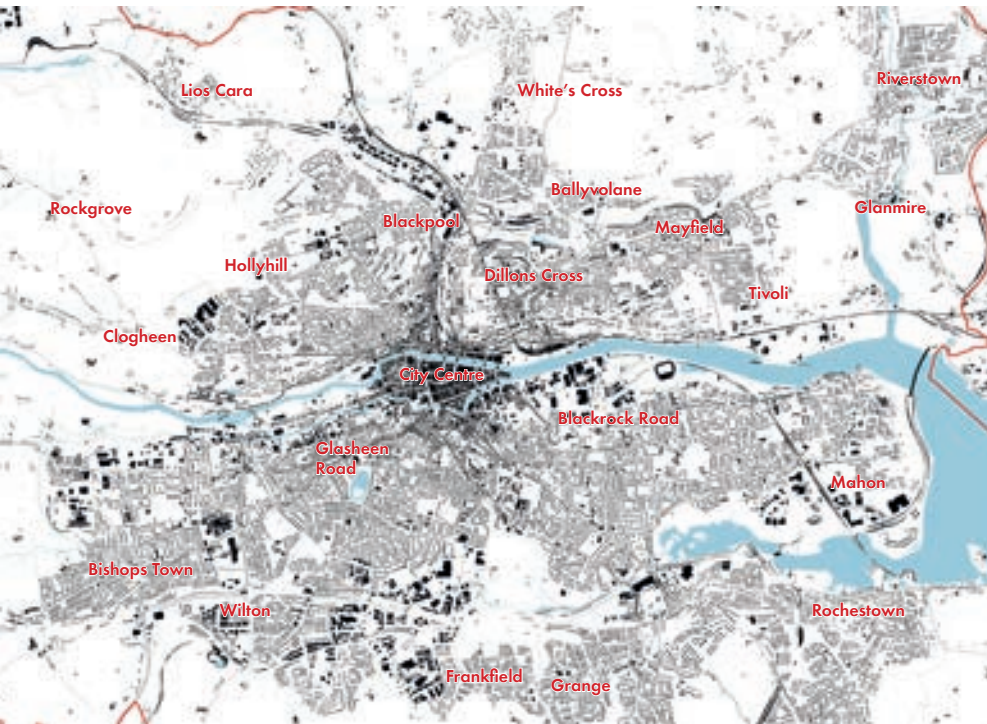 Riverstown
Lios Cara
White's Cross
Ballyvolane
Rockgrove
Glanmire
Blackpool
Mayfield
Hollyhill
Dillons Cross
Tivoli
Clogheen
City Centre
Blackrock Road
Glasheen
Road
Mahon
Bishops Town
Wilton
Rochestown
Frankfield
Grange